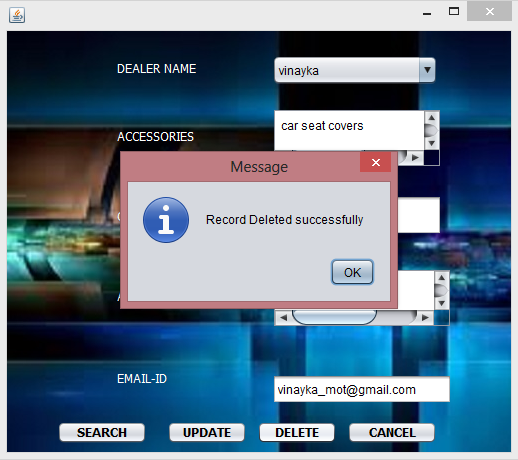 DEALER NAME
vinayka
ACCESSORIES
car seat covers
Message
Record Deleted successfully
OK
EMAIL-ID
vinayka_mot@gmail.com
SEARCH
UPDATE
DELETE
CANCEL